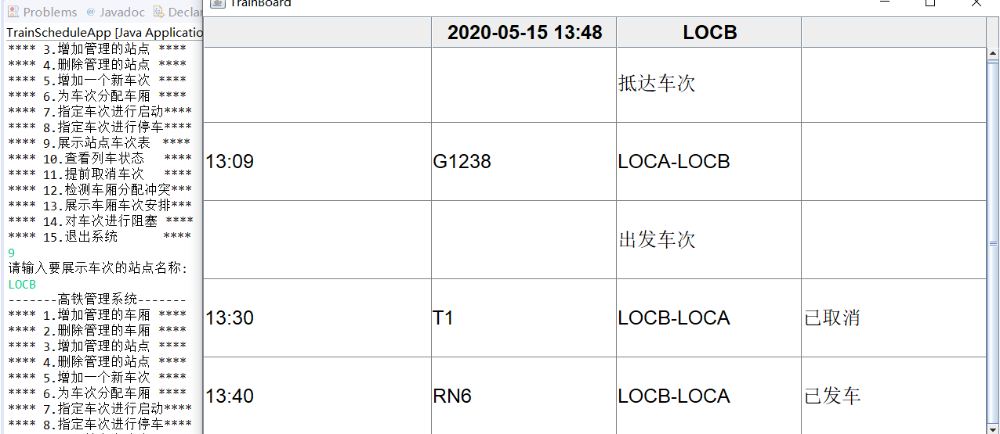 Problems @ Javadoc Declar
TrainScheduleApp [Java Applicatio
**** 3.增加管理的站点 ****
**** 4.删除管理的站点 ****
**** 5.增加一个新车次 ****
**** 6.为车次分配车厢 ****
**** 7.指定车次进行启动****
**** 8.指定车次进行停车****
**** 9.展示站点车次表 ****
**** 10.查看列车状态 ****
**** 11.提前取消车次 ****
**** 12.检测车厢分配冲突***
**** 13.展示车厢车次安排***
**** 14.对车次进行阻塞 ****
**** 15.退出系统 ****
9
请输入要展示车次的站点名称:
LOCB
-------高铁管理系统-------
**** 1.增加管理的车厢 ****
**** 2.删除管理的车厢 ****
**** 3.增加管理的站点 ****
**** 4.删除管理的站点 ****
**** 5.增加一个新车次 ****
**** 6.为车次分配车厢 ****
**** 7.指定车次进行启动****
**** 8.指定车次进行停车****
TrainBoard
2020-05-15 13:48 LOCB
抵达车次
13:09 G1238 LOCA-LOCB
出发车次
13:30 T1 LOCB-LOCA 已取消
13:40 RN6 LOCB-LOCA 已发车